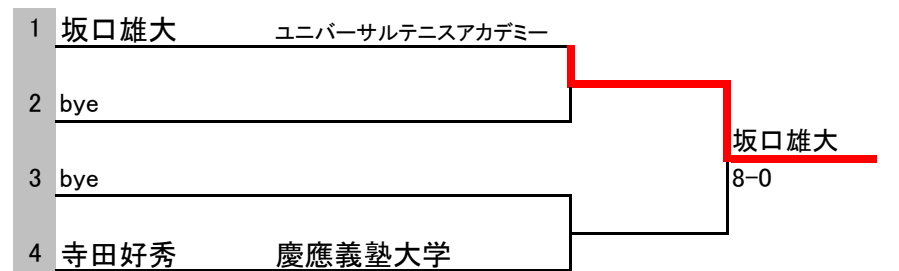 1 坂口雄大 ユニバーサルテニスアカデミー
2 bye
坂口雄大
3 bye
8-0
4 寺田好秀 慶應義塾大学